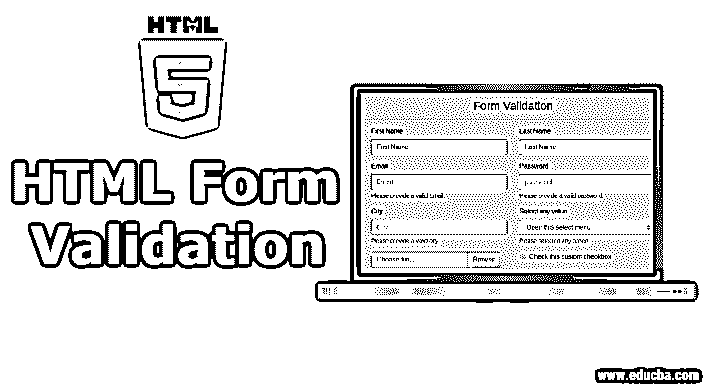 HTML
5
HTML Form
Validation
Form Validation
First Name
Last Name
First Name
Last Name
Email
Password
Email
password
Please provide a valid Email.
Please provide a valid password.
City
Select any value
City
Open this select menu
Please provide a valid city
Please select any option
Choose file...
Browse
Check this custom checkbox
www.educba.com